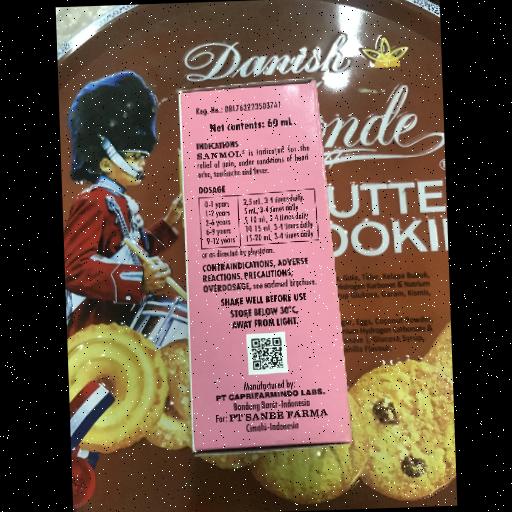 Danish
nde
UTTE
OOKI
Reg. No.: DBL7612235037A1
Net contents: 60 mL
INDICATIONS
SANMOL® is indicated for the
relief of pain, under conditions of head
ache, toothache and fever.
DOSAGE
0-1 years 2,5 mL, 3-4 times daily
1-2 years 5 mL, 3-4 times daily
2-6 years 5-10 mL, 3-4 times daily
6-9 years 10-15 mL, 3-4 times daily
9-12 years 15-20 mL, 3-4 times daily
or as directed by physician.
CONTRAINDICATIONS, ADVERSE
REACTIONS, PRECAUTIONS;
OVERDOSAGE, see enclosed brochure.
SHAKE WELL BEFORE USE
STORE BELOW 30°C,
AWAY FROM LIGHT.
Manufactured by:
PT CAPRIFARMINDO LABS.
Bandung Barat-Indonesia
For: PT SANBE FARMA
Cimahi-Indonesia